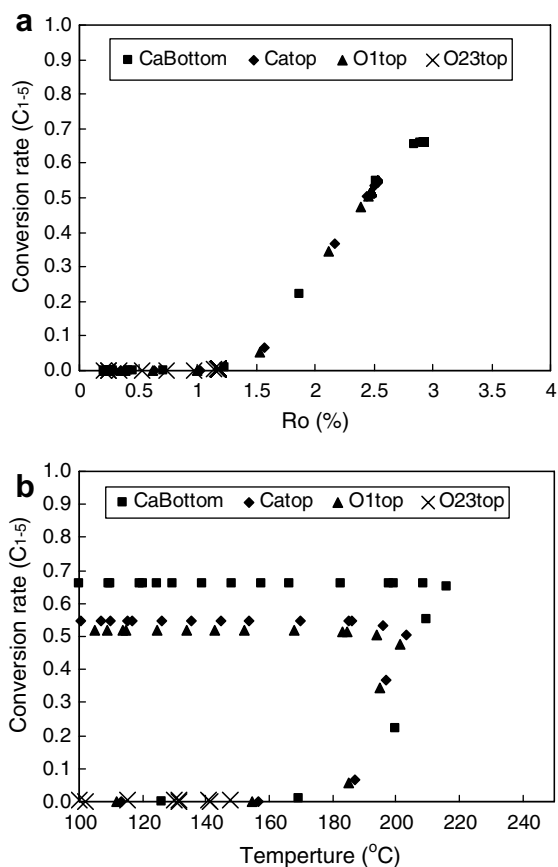 a
CaBottom Catop O1top O23top
Conversion rate (C1-5)
1.0
0.9
0.8
0.7
0.6
0.5
0.4
0.3
0.2
0.1
0.0
0 0.5 1 1.5 2 2.5 3 3.5 4
Ro (%)
b
CaBottom Catop O1top O23top
Conversion rate (C1-5)
1.0
0.9
0.8
0.7
0.6
0.5
0.4
0.3
0.2
0.1
0.0
100 120 140 160 180 200 220 240
Temperture (°C)